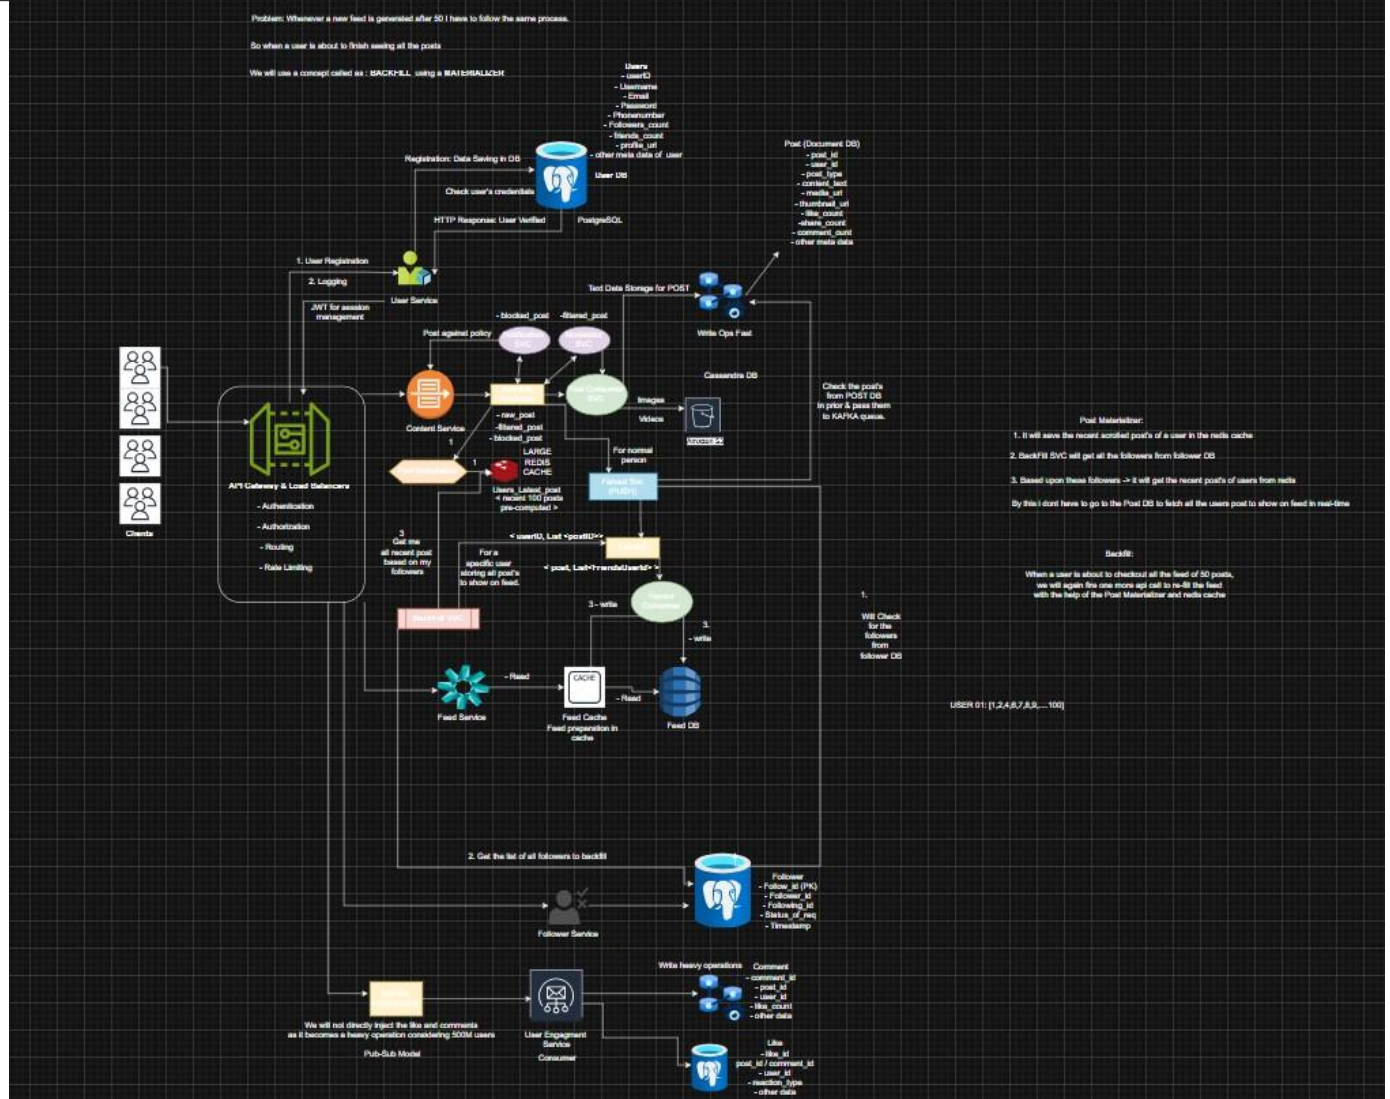 Problem: Whenever a new feed is generated after 50 I have to follow the same process.
So when a user is about to finish seeing all the posts
We will use a concept called as : BACKFILL using a MATERIALIZER
Users
- userID
- Username
- Email
- Password
- Phonenumber
- Followers_count
- friends_count
- profile_url
- other meta data of user
User DB
PostgreSQL
Registration: Data Saving in DB
Check user's credentials
HTTP Response: User Verified
Post (Document DB)
- post_id
- user_id
- post_type
- content_text
- media_url
- thumbnail_url
- like_count
-share_count
- comment_ount
- other meta data
1. User Registration
2. Logging
User Service
JWT for session
management
Text Data Storage for POST
Write Ops Fast
Cassandra DB
- blocked_post
-filtered_post
Post against policy
SVC
SVC
SVC
Content Service
- raw_post
-filtered_post
- blocked_post
Images
Videos
Amazon S3
Check the post's
from POST DB
in prior & pass them
to KAFKA queue.
Clients
API Gateway & Load Balancers
- Authentication
- Authorization
- Routing
- Rate Limiting
1
1
LARGE
REDIS
CACHE
Users_Latest_post
< recent 100 posts
pre-computed >
For normal
person
Fanout Svc
(PUSH)
Post Materializer:
1. It will save the recent scrolled post's of a user in the redis cache
2. BackFill SVC will get all the followers from follower DB
3. Based upon these followers -> it will get the recent post's of users from redis
By this i dont have to go to the Post DB to fetch all the users post to show on feed in real-time
3
Get me
all recent post
based on my
followers
< userID, List <postID>>
For a
specific user
storing all post's
to show on feed.
< post, List<FriendsUserId> >
Backfill:
When a user is about to checkout all the feed of 50 posts,
we will again fire one more api call to re-fill the feed
with the help of the Post Materializer and redis cache
BackFill SVC
Fanout
Consumer
3 - write
3.
- write
1.
Will Check
for the
followers
from
follower DB
- Read
CACHE
- Read
Feed Service
Feed Cache
Feed preparation in
cache
Feed DB
USER 01: [1,2,4,6,7,8,9,....100]
2. Get the list of all followers to backfill
Follower
- Follow_id (PK)
- Follower_id
- Following_id
- Status_of_req
- Timestamp
Follower Service
Write heavy operations
Comment
- comment_id
- post_id
- user_id
- like_count
- other data
We will not directly inject the like and comments
as it becomes a heavy operation considering 500M users
Pub-Sub Model
User Engagment
Service
Consumer
Like
- like_id
post_id / comment_id
- user_id
- reaction_type
- other data